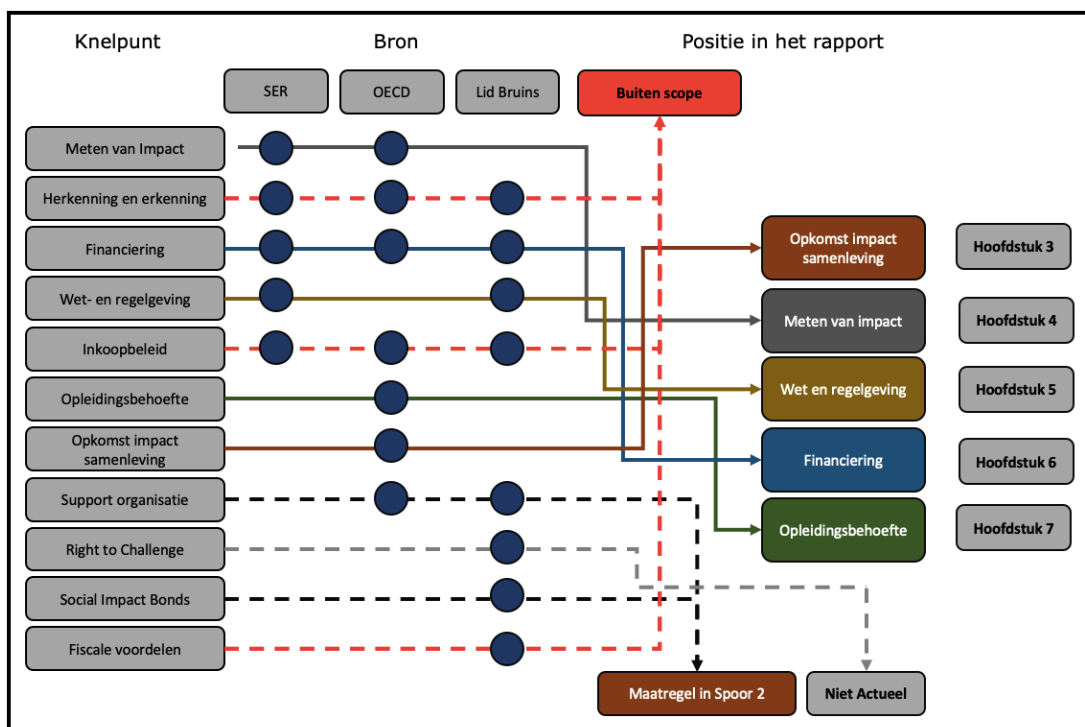 Knelpunt
Bron
Positie in het rapport
SER
OECD
Lid Bruins
Buiten scope
Meten van Impact
Herkenning en erkenning
Financiering
Wet- en regelgeving
Inkoopbeleid
Opleidingsbehoefte
Opkomst impact
samenleving
Support organisatie
Right to Challenge
Social Impact Bonds
Fiscale voordelen
Opkomst impact
samenleving
Hoofdstuk 3
Meten van impact
Hoofdstuk 4
Wet en regelgeving
Hoofdstuk 5
Financiering
Hoofdstuk 6
Opleidingsbehoefte
Hoofdstuk 7
Maatregel in Spoor 2
Niet Actueel